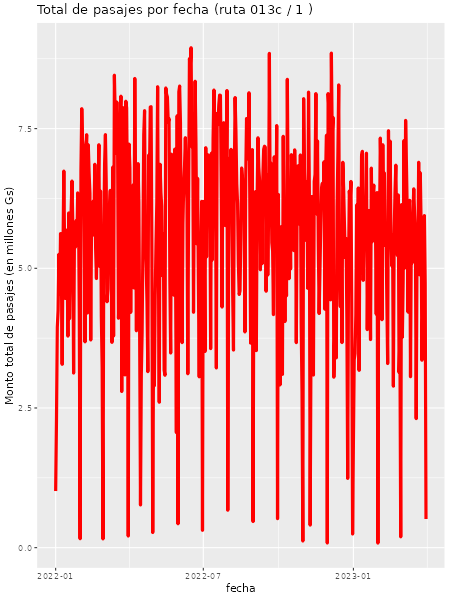 Total de pasajes por fecha (ruta 013c / 1 )
Monto total de pasajes (en millones Gs)
7.5
5.0
2.5
0.0
2022-01
2022-07
2023-01
fecha